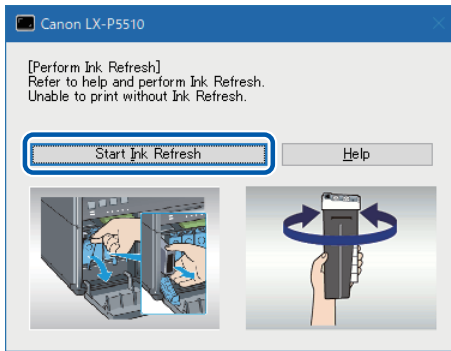 Canon LX-P5510
[Perform Ink Refresh]
Refer to help and perform Ink Refresh.
Unable to print without Ink Refresh.
Start Ink Refresh
Help